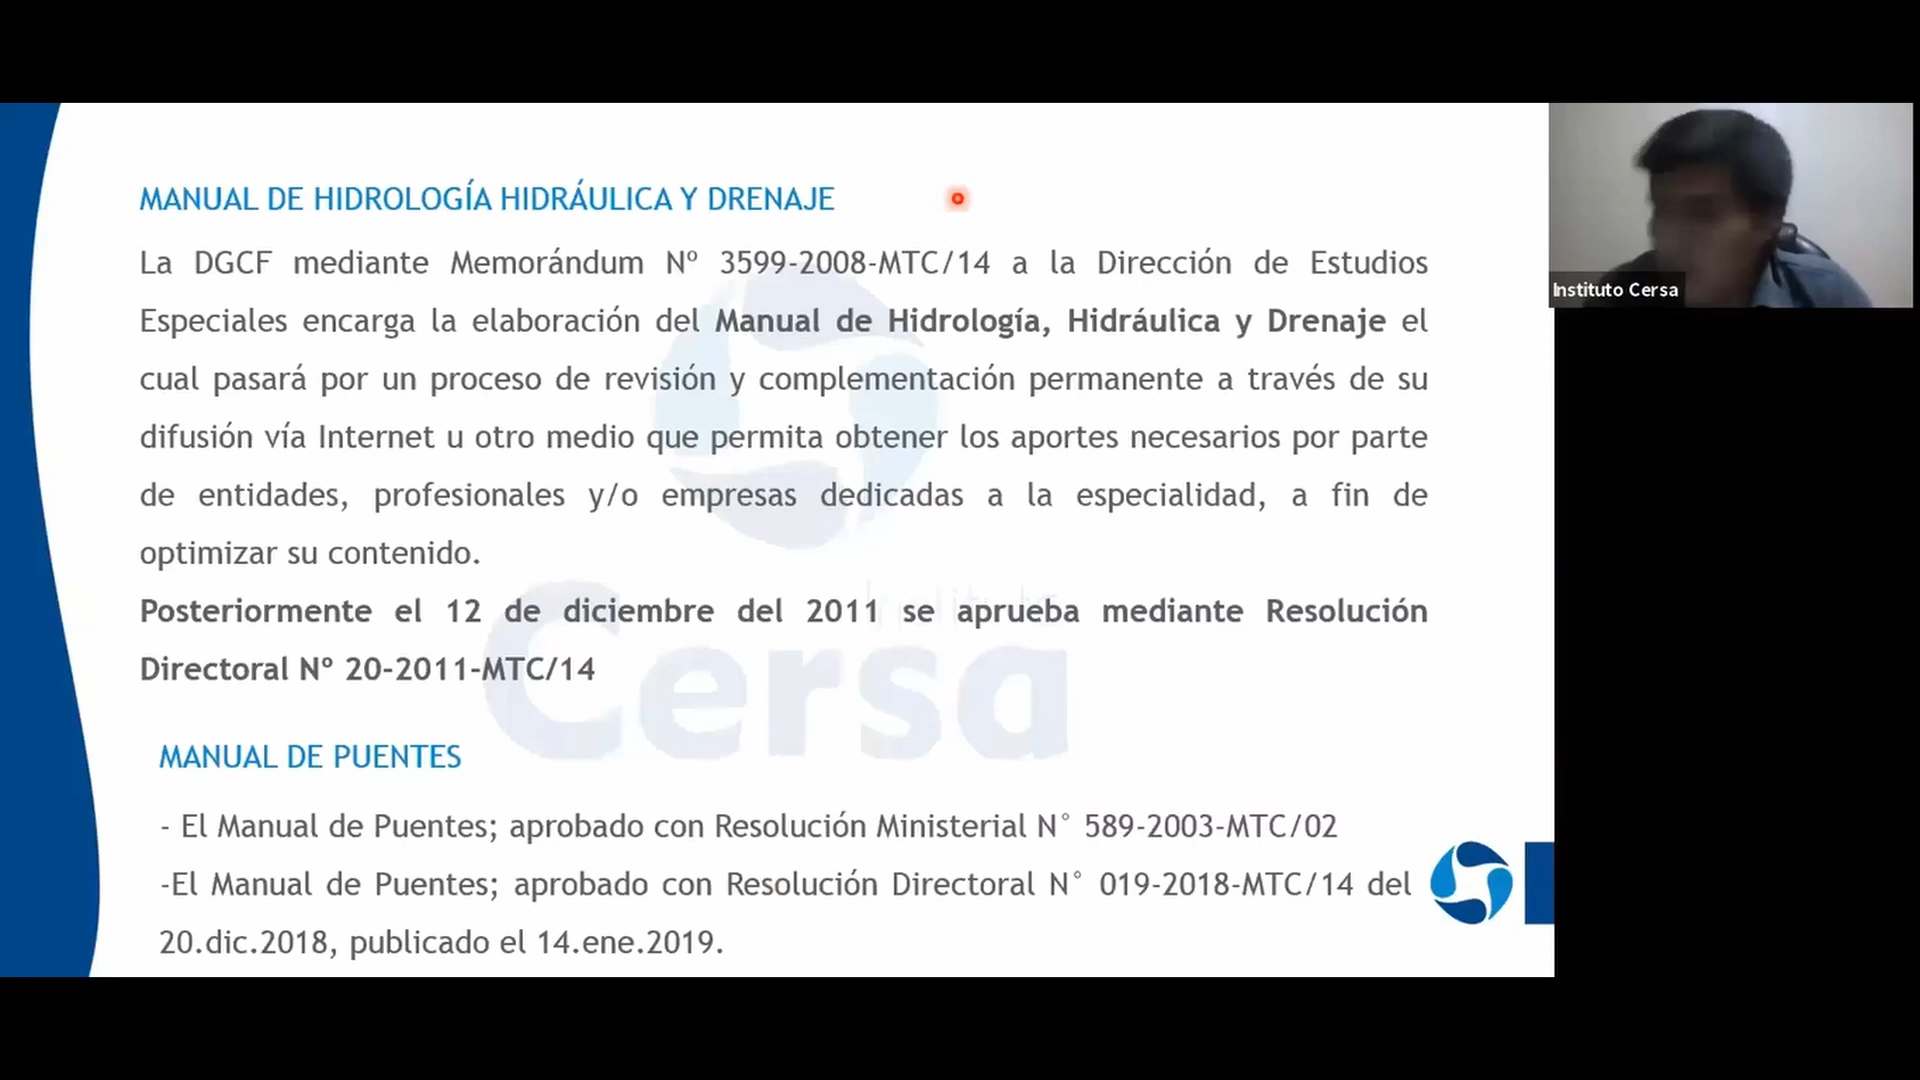 MANUAL DE HIDROLOGÍA HIDRÁULICA Y DRENAJE
La DGCF mediante Memorándum Nº 3599-2008-MTC/14 a la Dirección de Estudios
Especiales encarga la elaboración del Manual de Hidrología, Hidráulica y Drenaje el
cual pasará por un proceso de revisión y complementación permanente a través de su
difusión vía Internet u otro medio que permita obtener los aportes necesarios por parte
de entidades, profesionales y/o empresas dedicadas a la especialidad, a fin de
optimizar su contenido.
Posteriormente el 12 de diciembre del 2011 se aprueba mediante Resolución
Directoral Nº 20-2011-MTC/14
Cersa
MANUAL DE PUENTES
- El Manual de Puentes; aprobado con Resolución Ministerial N° 589-2003-MTC/02
-El Manual de Puentes; aprobado con Resolución Directoral N° 019-2018-MTC/14 del
20.dic.2018, publicado el 14.ene.2019.
Instituto Cersa